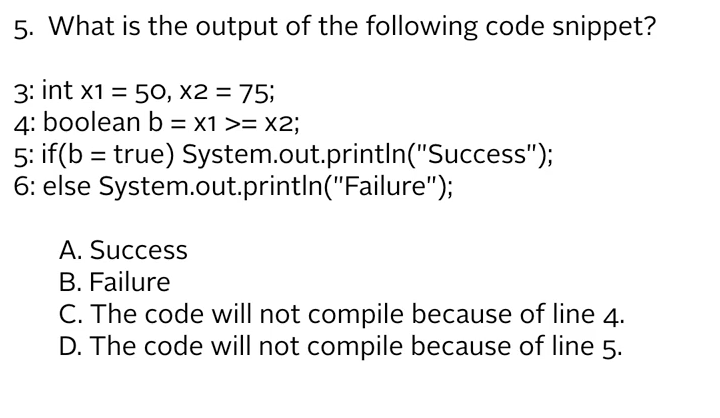 5. What is the output of the following code snippet?
3: int x1 = 50, x2 = 75;
4: boolean b = x1 >= x2;
5: if(b = true) System.out.println("Success");
6: else System.out.println("Failure");
A. Success
B. Failure
C. The code will not compile because of line 4.
D. The code will not compile because of line 5.